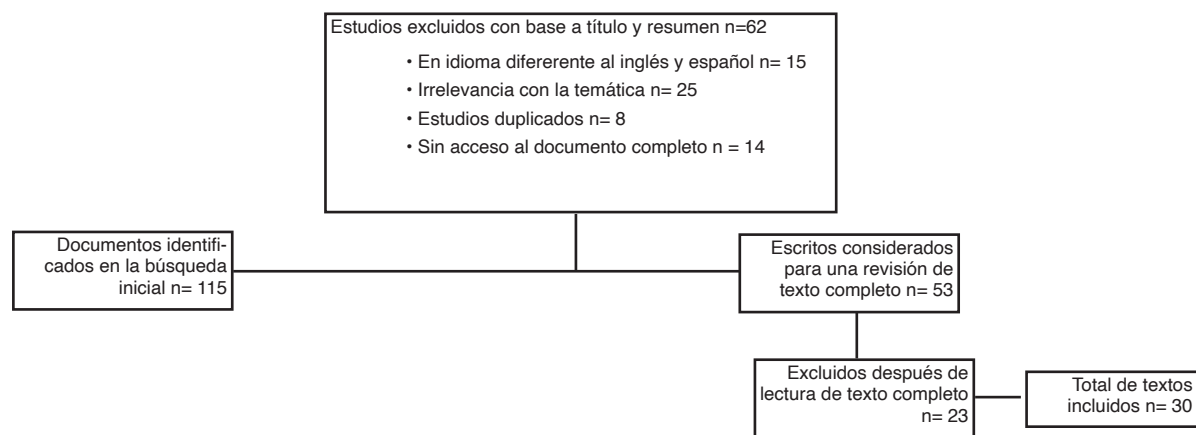 Estudios excluidos con base a título y resumen n=62
• En idioma difererente al inglés y español n= 15
• Irrelevancia con la temática n= 25
• Estudios duplicados n= 8
• Sin acceso al documento completo n = 14
Documentos identifi-
cados en la búsqueda
inicial n= 115
Escritos considerados
para una revisión de
texto completo n= 53
Excluidos después de
lectura de texto completo
n= 23
Total de textos
incluidos n= 30